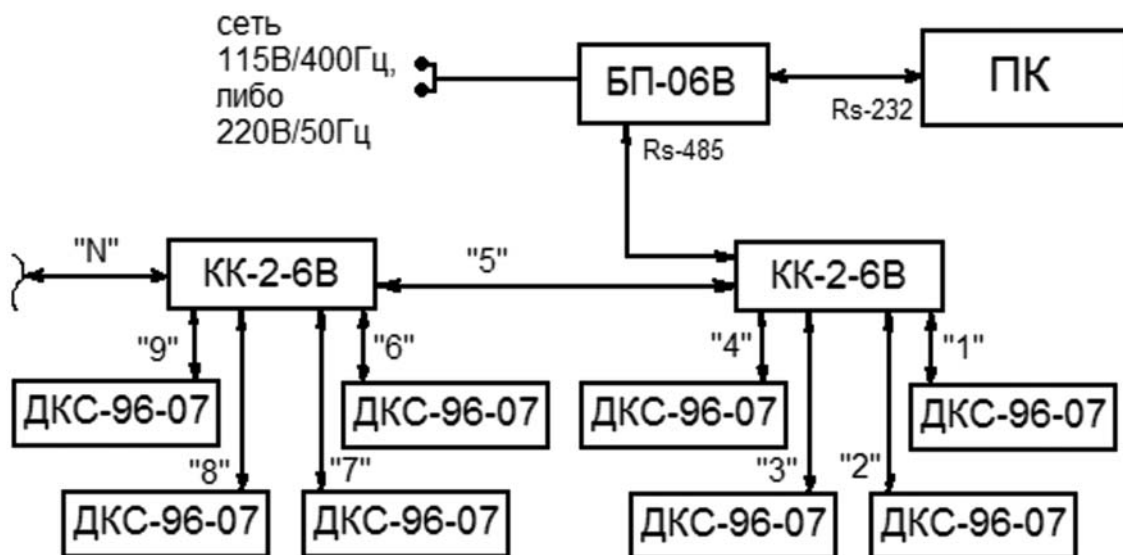 сеть
115В/400Гц,
либо
220В/50Гц
БП-06В
ПК
Rs-232
Rs-485
"N"
КК-2-6В
"5"
КК-2-6В
"9"
"6"
"4"
"1"
ДКС-96-07
ДКС-96-07
ДКС-96-07
ДКС-96-07
"8"
"7"
"3"
"2"
ДКС-96-07
ДКС-96-07
ДКС-96-07
ДКС-96-07